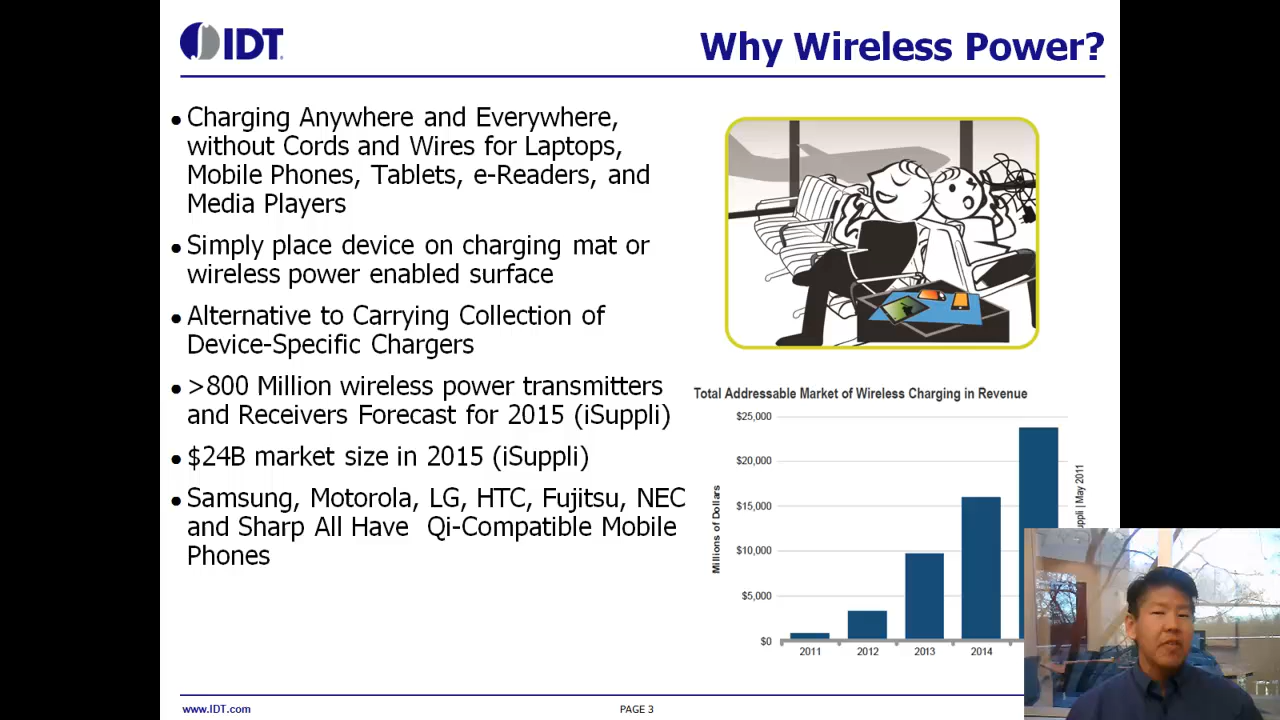 IDT
Why Wireless Power?
• Charging Anywhere and Everywhere,
without Cords and Wires for Laptops,
Mobile Phones, Tablets, e-Readers, and
Media Players
• Simply place device on charging mat or
wireless power enabled surface
• Alternative to Carrying Collection of
Device-Specific Chargers
• >800 Million wireless power transmitters
and Receivers Forecast for 2015 (iSuppli)
• $24B market size in 2015 (iSuppli)
• Samsung, Motorola, LG, HTC, Fujitsu, NEC
and Sharp All Have Qi-Compatible Mobile
Phones
Total Addressable Market of Wireless Charging in Revenue
Millions of Dollars
$25,000
$20,000
$15,000
$10,000
$5,000
$0
2011 2012 2013 2014
| May 2011
www.IDT.com
PAGE 3